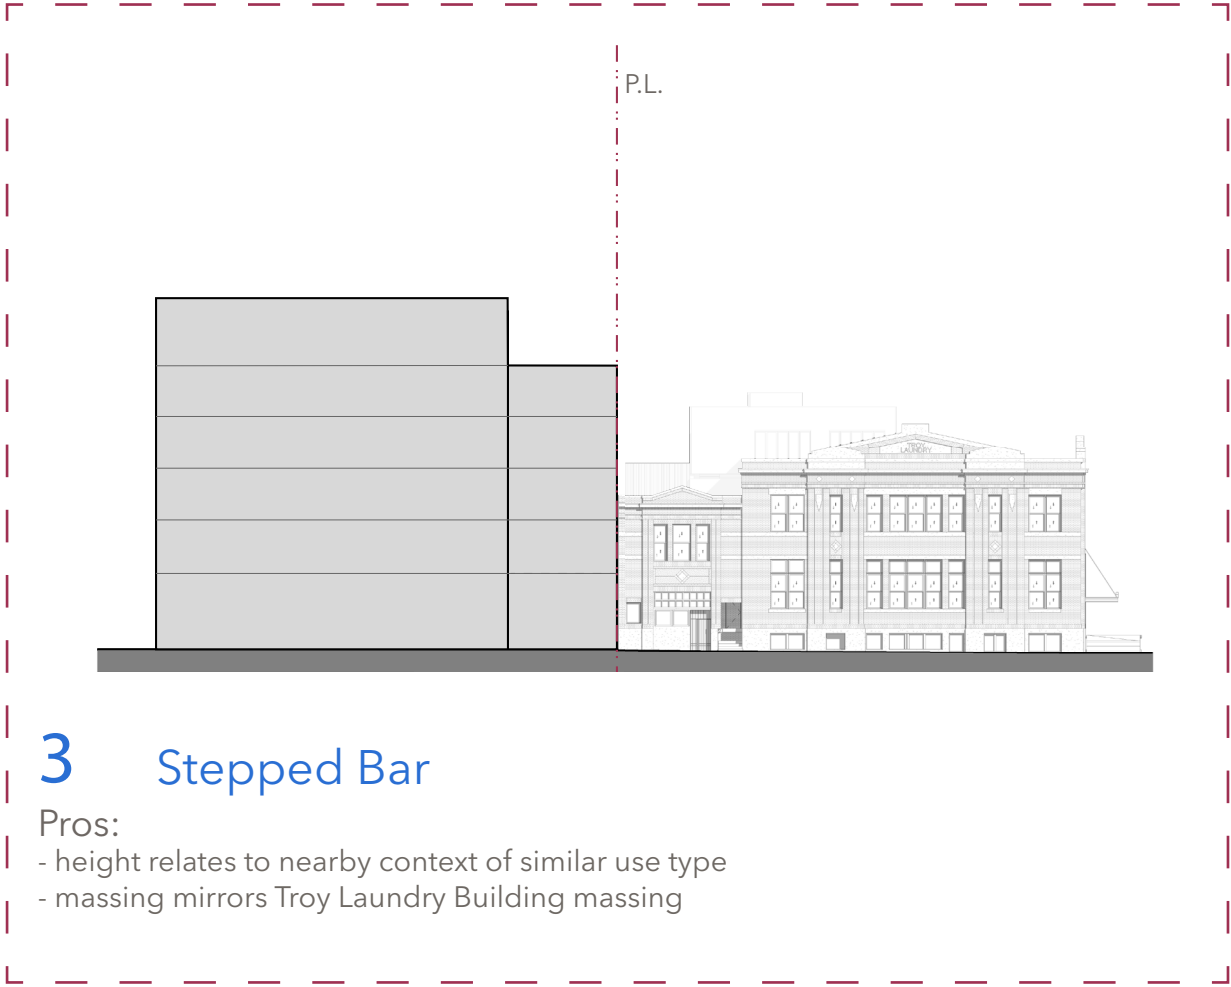 P.L.
TROY
LAUNDRY
3 Stepped Bar
Pros:
- height relates to nearby context of similar use type
- massing mirrors Troy Laundry Building massing